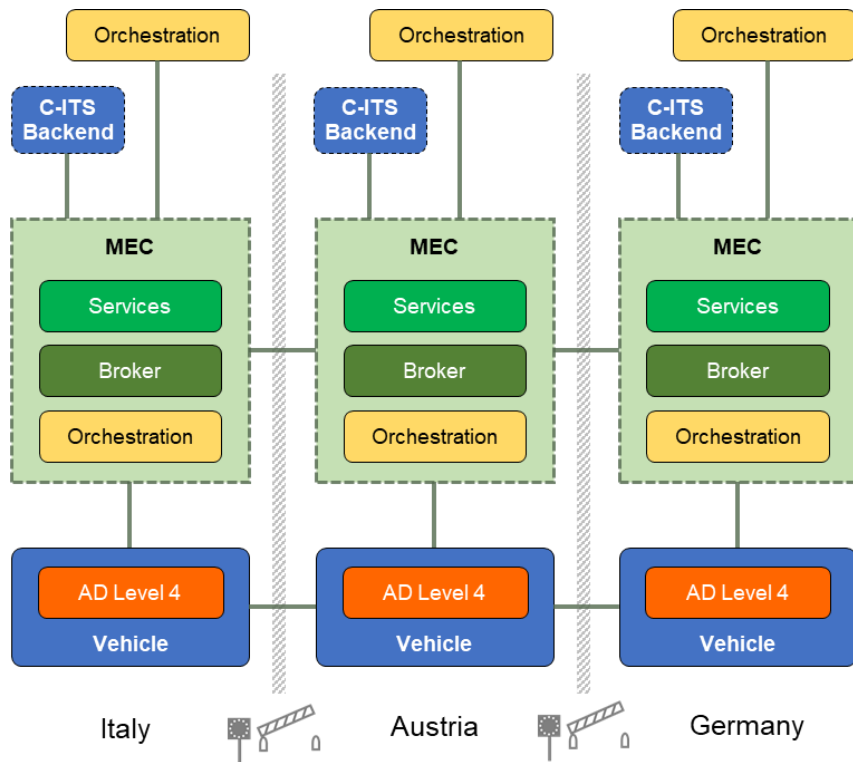 Orchestration
Orchestration
Orchestration
C-ITS
Backend
C-ITS
Backend
C-ITS
Backend
MEC
MEC
MEC
Services
Services
Services
Broker
Broker
Broker
Orchestration
Orchestration
Orchestration
AD Level 4
AD Level 4
AD Level 4
Vehicle
Vehicle
Vehicle
Italy
Austria
Germany